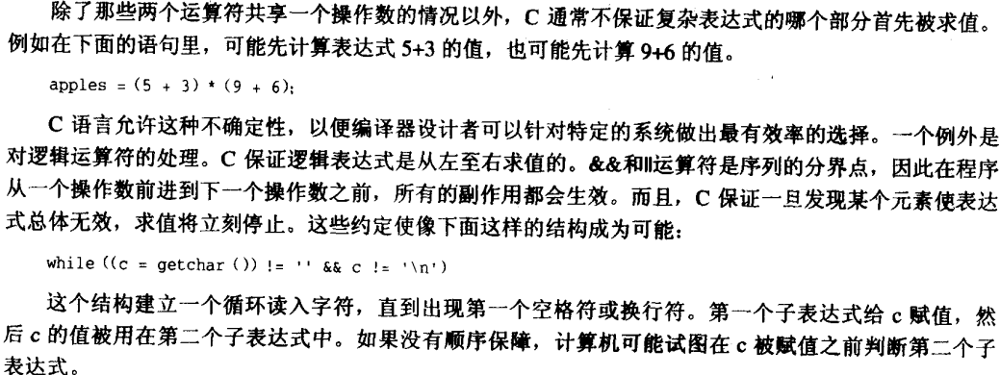 除了那些两个运算符共享一个操作数的情况以外，C 通常不保证复杂表达式的哪个部分首先被求值。
例如在下面的语句里，可能先计算表达式 5+3 的值，也可能先计算 9+6 的值。
apples = (5 + 3) * (9 + 6);
C 语言允许这种不确定性，以便编译器设计者可以针对特定的系统做出最有效率的选择。一个例外是
对逻辑运算符的处理。C 保证逻辑表达式是从左至右求值的。&&和||运算符是序列的分界点，因此在程序
从一个操作数前进到下一个操作数之前，所有的副作用都会生效。而且，C 保证一旦发现某个元素使表达
式总体无效，求值将立刻停止。这些约定使像下面这样的结构成为可能：
while ((c = getchar ()) != '' && c != '\n')
这个结构建立一个循环读入字符，直到出现第一个空格符或换行符。第一个子表达式给 c 赋值，然
后 c 的值被用在第二个子表达式中。如果没有顺序保障，计算机可能试图在 c 被赋值之前判断第二个子
表达式。